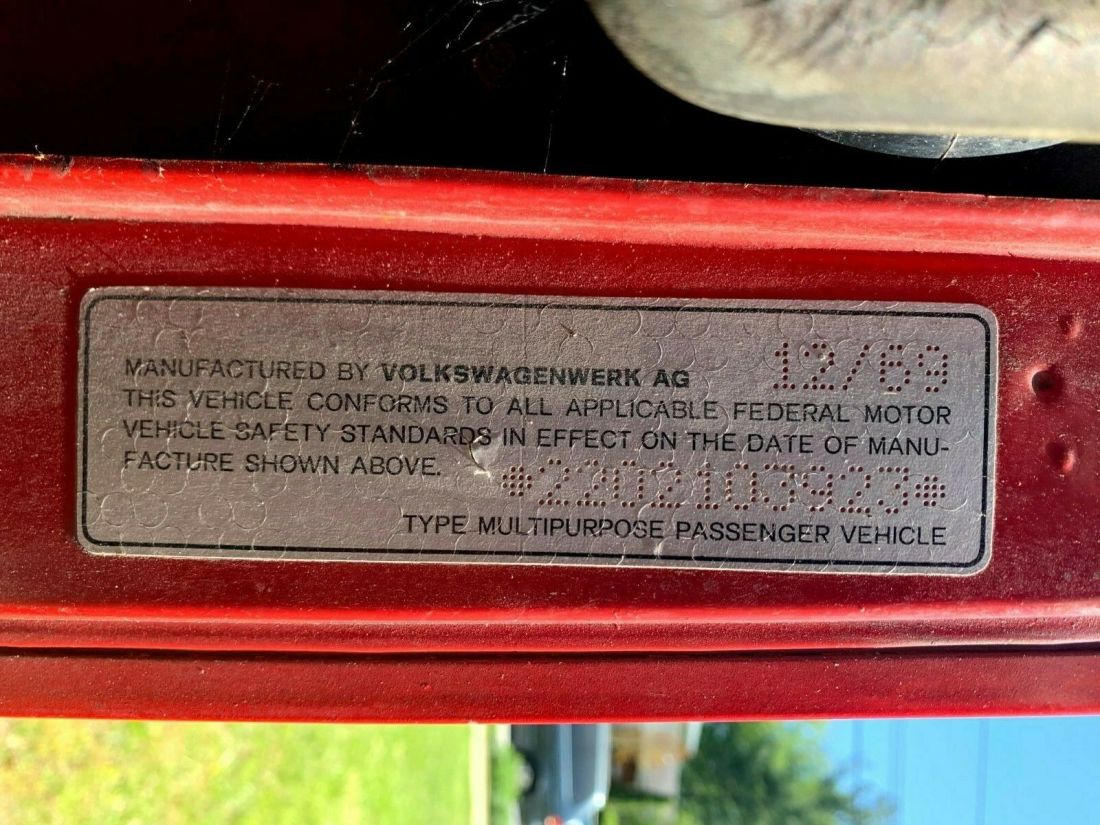 12/69
MANUFACTURED BY VOLKSWAGENWERK AG
THIS VEHICLE CONFORMS TO ALL APPLICABLE FEDERAL MOTOR
VEHICLE SAFETY STANDARDS IN EFFECT ON THE DATE OF MANU-
FACTURE SHOWN ABOVE.
*2202103923*
TYPE MULTIPURPOSE PASSENGER VEHICLE